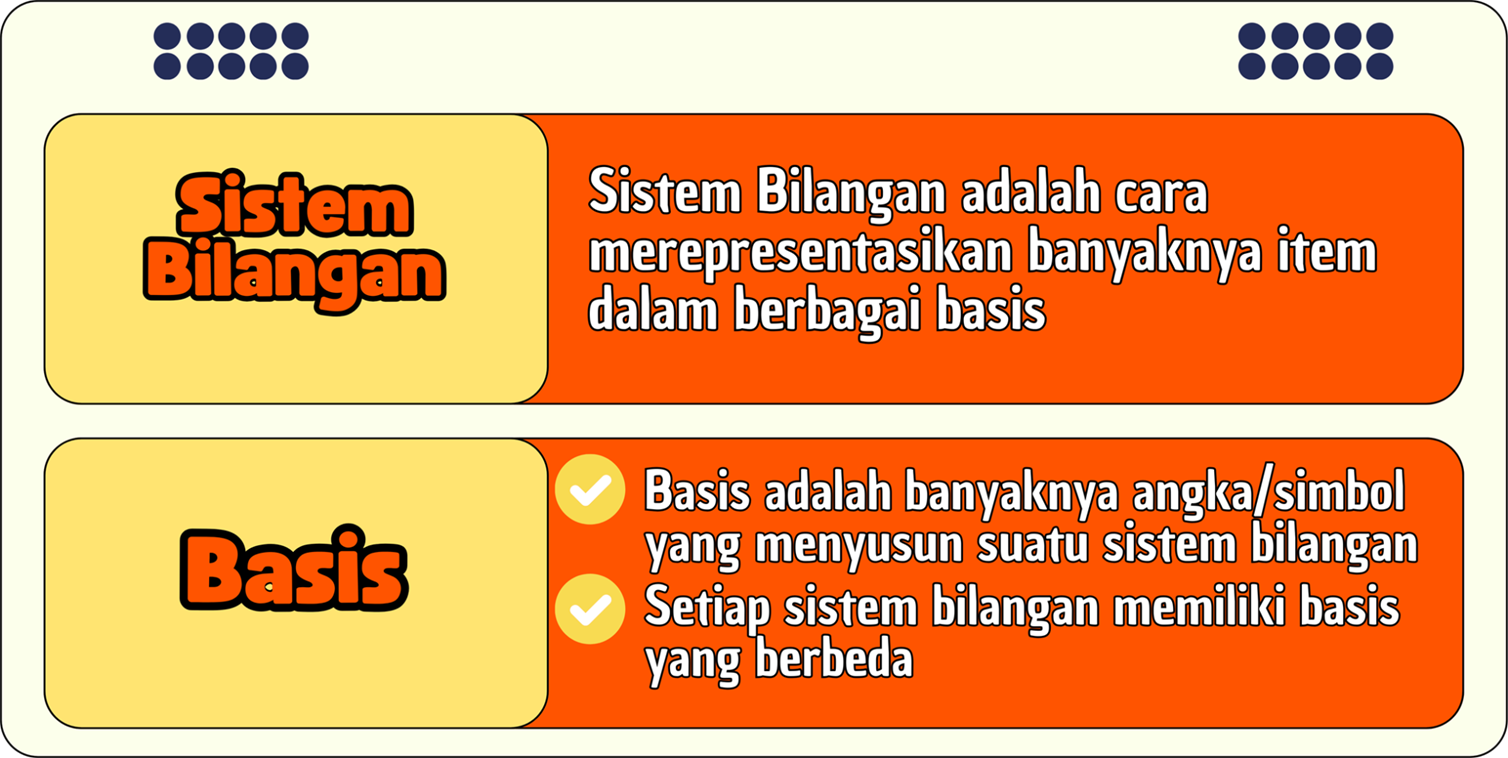 Sistem
Bilangan
Sistem Bilangan adalah cara
merepresentasikan banyaknya item
dalam berbagai basis
Basis
Basis adalah banyaknya angka/simbol
yang menyusun suatu sistem bilangan
Setiap sistem bilangan memiliki basis
yang berbeda